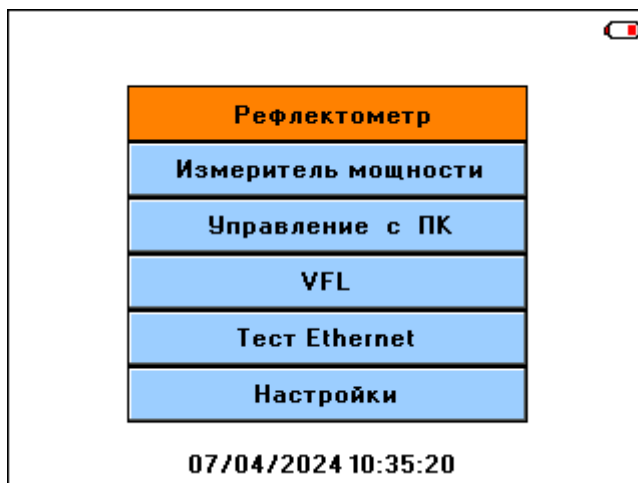 Рефлектометр
Измеритель мощности
Управление с ПК
VFL
Тест Ethernet
Настройки
07/04/2024 10:35:20